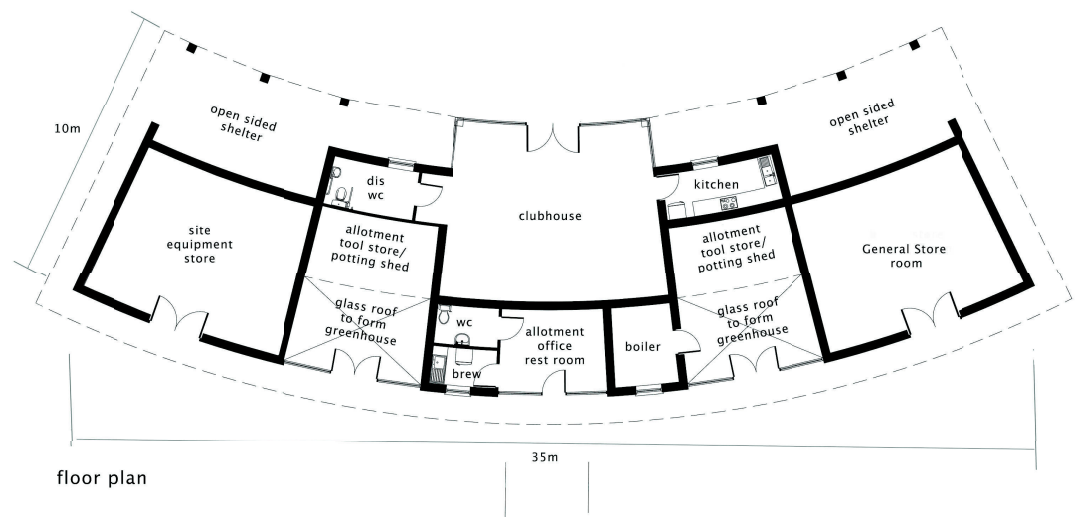 10m
open sided
shelter
open sided
shelter
dis
wc
kitchen
clubhouse
site
equipment
store
allotment
tool store/
potting shed
allotment
tool store/
potting shed
General Store
room
glass roof
to form
greenhouse
glass roof
to form
greenhouse
wc
allotment
office
rest room
boiler
brew
35m
floor plan